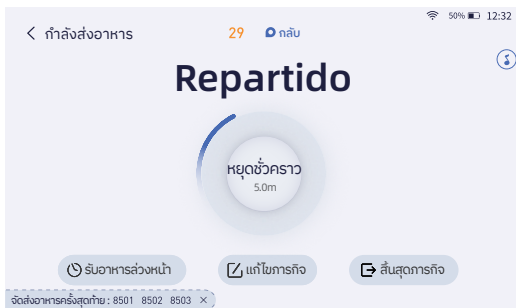 50% 12:32
กำลังส่งอาหาร 29 กลับ
Repartido
หยุดชั่วคราว
5.0m
รับอาหารล่วงหน้า แก้ไขภารกิจ สิ้นสุดภารกิจ
จัดส่งอาหารครั้งสุดท้าย : 8501 8502 8503 ×